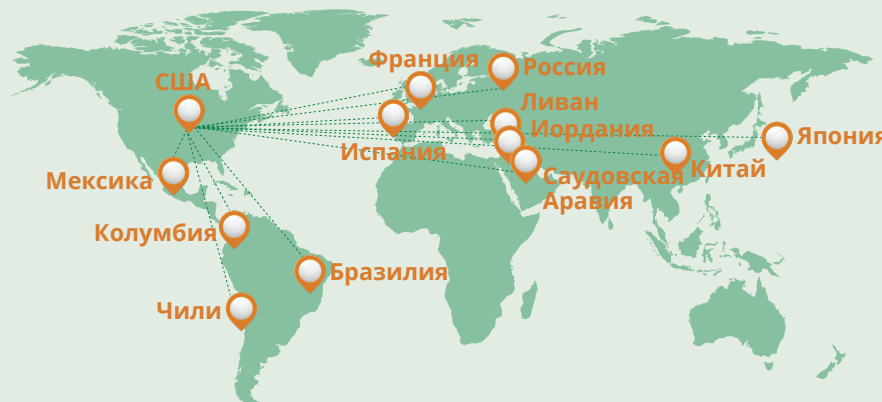 Франция
Россия
США
Ливан
Иордания
Япония
Испания
Китай
Мексика
Саудовская
Аравия
Колумбия
Бразилия
Чили